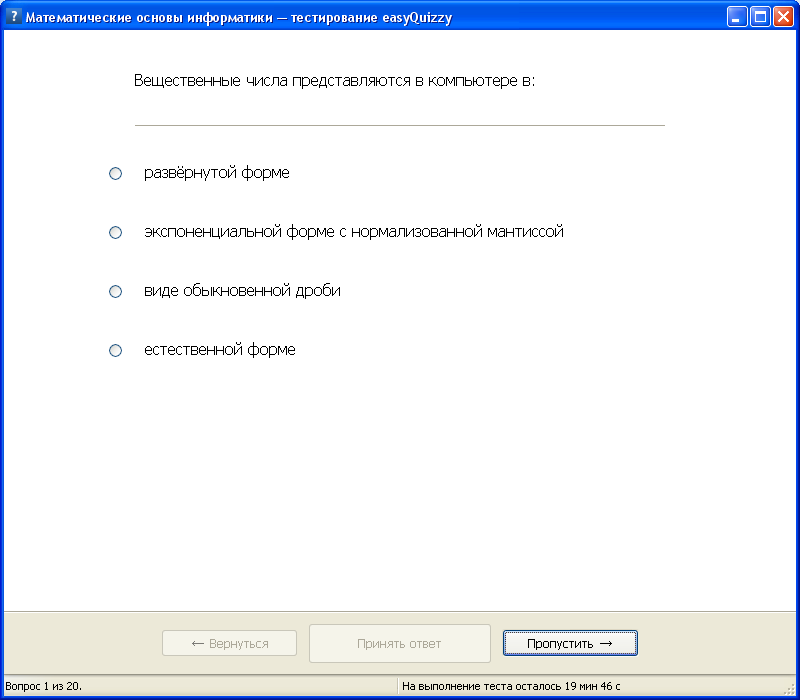 Математические основы информатики — тестирование easyQuizzy
Вещественные числа представляются в компьютере в:
развёрнутой форме
экспоненциальной форме с нормализованной мантиссой
виде обыкновенной дроби
естественной форме
← Вернуться
Принять ответ
Пропустить →
Вопрос 1 из 20.
На выполнение теста осталось 19 мин 46 с